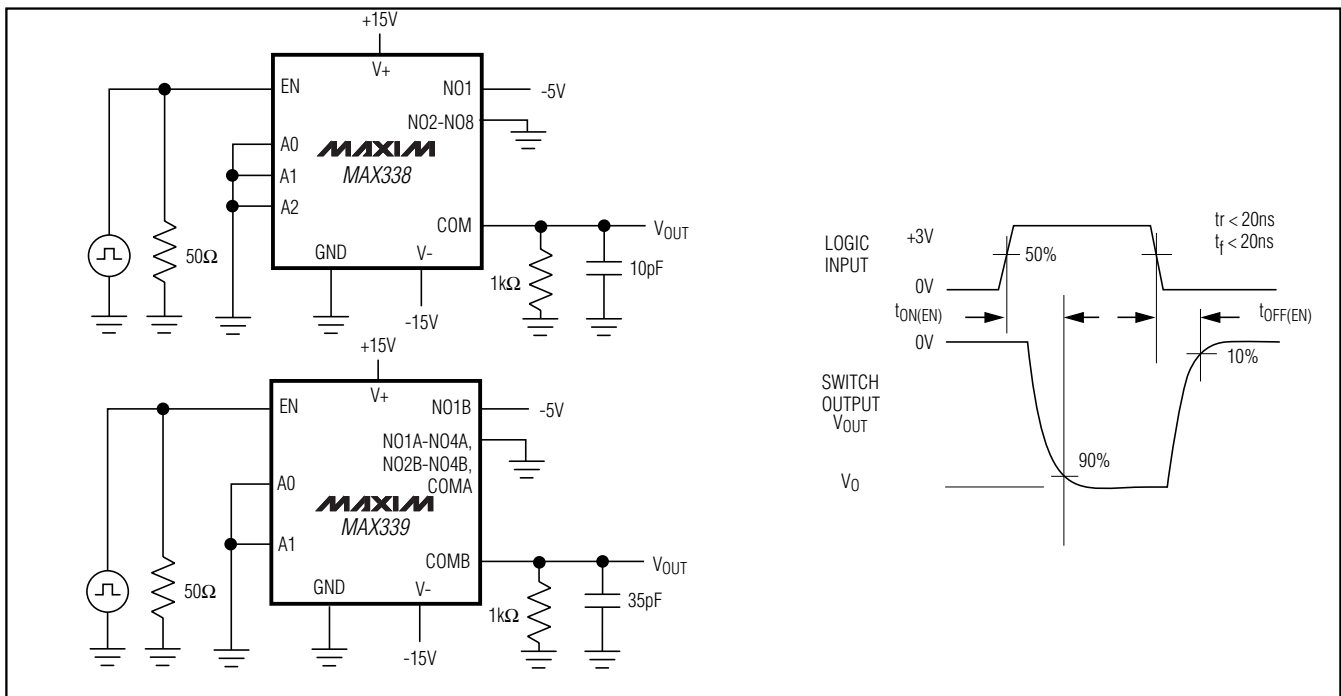 +15V
V+
EN
NO1
-5V
NO2-NO8
A0
MAXIM
MAX338
A1
A2
COM
VOUT
50Ω
GND
V-
1kΩ
10pF
-15V
+15V
V+
EN
NO1B
-5V
NO1A-NO4A,
NO2B-NO4B,
COMA
A0
MAXIM
MAX339
A1
COMB
VOUT
50Ω
GND
V-
1kΩ
35pF
-15V
LOGIC
INPUT
+3V
50%
tr < 20ns
tf < 20ns
0V
tON(EN)
tOFF(EN)
0V
10%
SWITCH
OUTPUT
VOUT
90%
VO